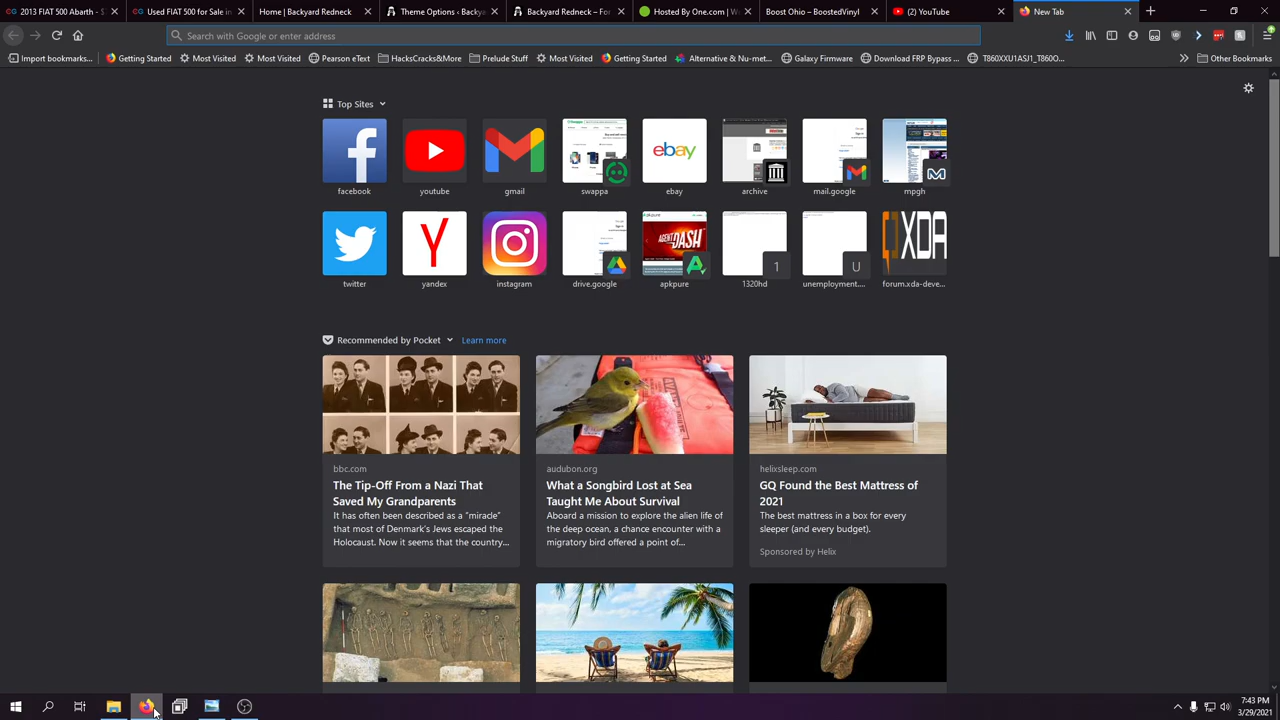 2013 FIAT 500 Abarth -
Used FIAT 500 for Sale in
Home | Backyard Redneck
Theme Options ‹ Backya
Backyard Redneck – For
Hosted By One.com | W
Boost Ohio – BoostedVinyl
(2) YouTube
New Tab
Search with Google or enter address
Import bookmarks...
Getting Started
Most Visited
Most Visited
Pearson eText
HacksCracks&More
Prelude Stuff
Most Visited
Getting Started
Alternative & Nu-met...
Galaxy Firmware
Download FRP Bypass ...
T860XXU1ASJ1_T860O...
Other Bookmarks
Top Sites
ebay
facebook
youtube
gmail
swappa
ebay
archive
mail.google
mpgh
AGENT DASH
1
U
XDA
twitter
yandex
instagram
drive.google
apkpure
1320hd
unemployment....
forum.xda-deve...
Recommended by Pocket
Learn more
bbc.com
The Tip-Off From a Nazi That
Saved My Grandparents
It has often been described as a “miracle”
that most of Denmark's Jews escaped the
Holocaust. Now it seems that the country...
audubon.org
What a Songbird Lost at Sea
Taught Me About Survival
Aboard a mission to explore the alien life of
the deep ocean, a chance encounter with a
migratory bird offered a point of...
helixsleep.com
GQ Found the Best Mattress of
2021
The best mattress in a box for every
sleeper (and every budget).
Sponsored by Helix
7:43 PM
3/29/2021